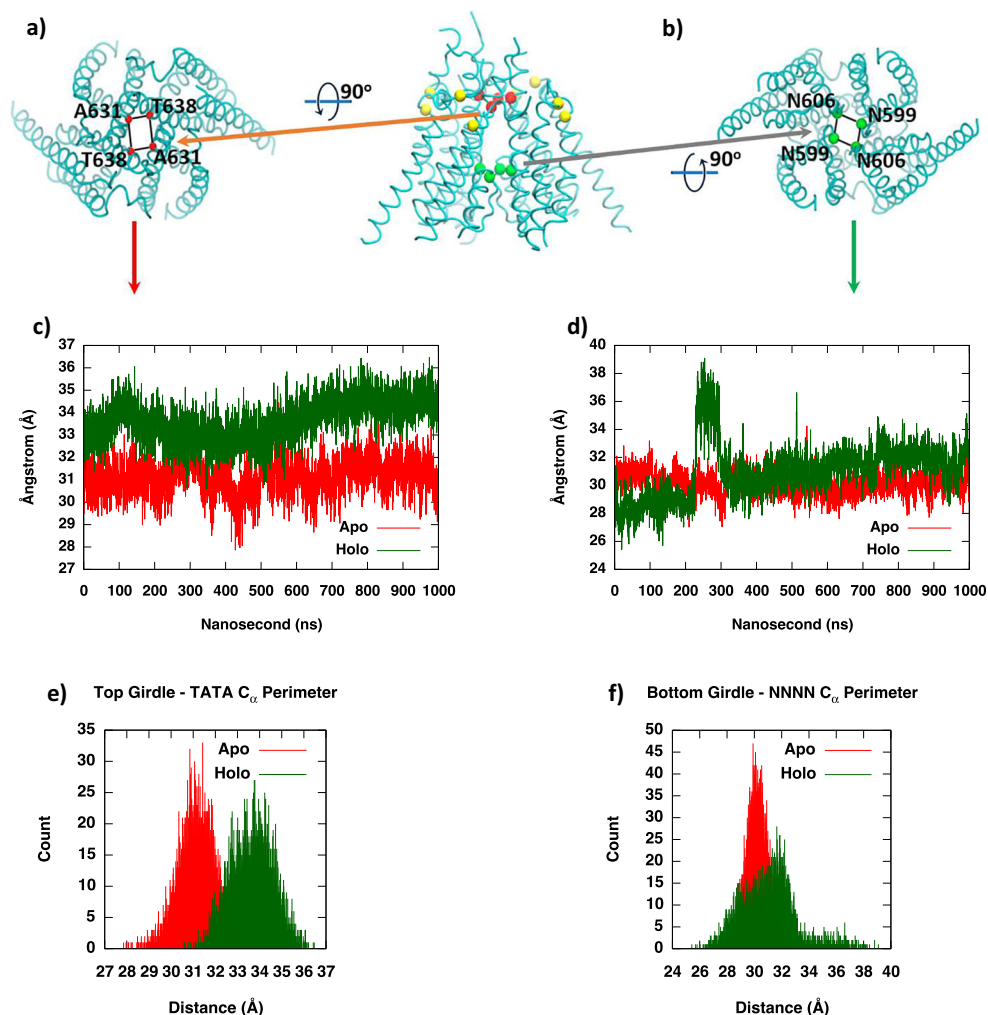 a)
b)
90°
A631
T638
T638
A631
N606
N599
N599
N606
90°
c)
Ångstrom (Å)
37
36
35
34
33
32
31
30
29
28
27
0 100 200 300 400 500 600 700 800 900 1000
Nanosecond (ns)
Apo
Holo
d)
Ångstrom (Å)
40
38
36
34
32
30
28
26
24
0 100 200 300 400 500 600 700 800 900 1000
Nanosecond (ns)
Apo
Holo
e) Top Girdle - TATA Cα Perimeter
Count
35
30
25
20
15
10
5
0
27 28 29 30 31 32 33 34 35 36 37
Distance (Å)
Apo
Holo
f) Bottom Girdle - NNNN Cα Perimeter
Count
50
45
40
35
30
25
20
15
10
5
0
24 26 28 30 32 34 36 38 40
Distance (Å)
Apo
Holo